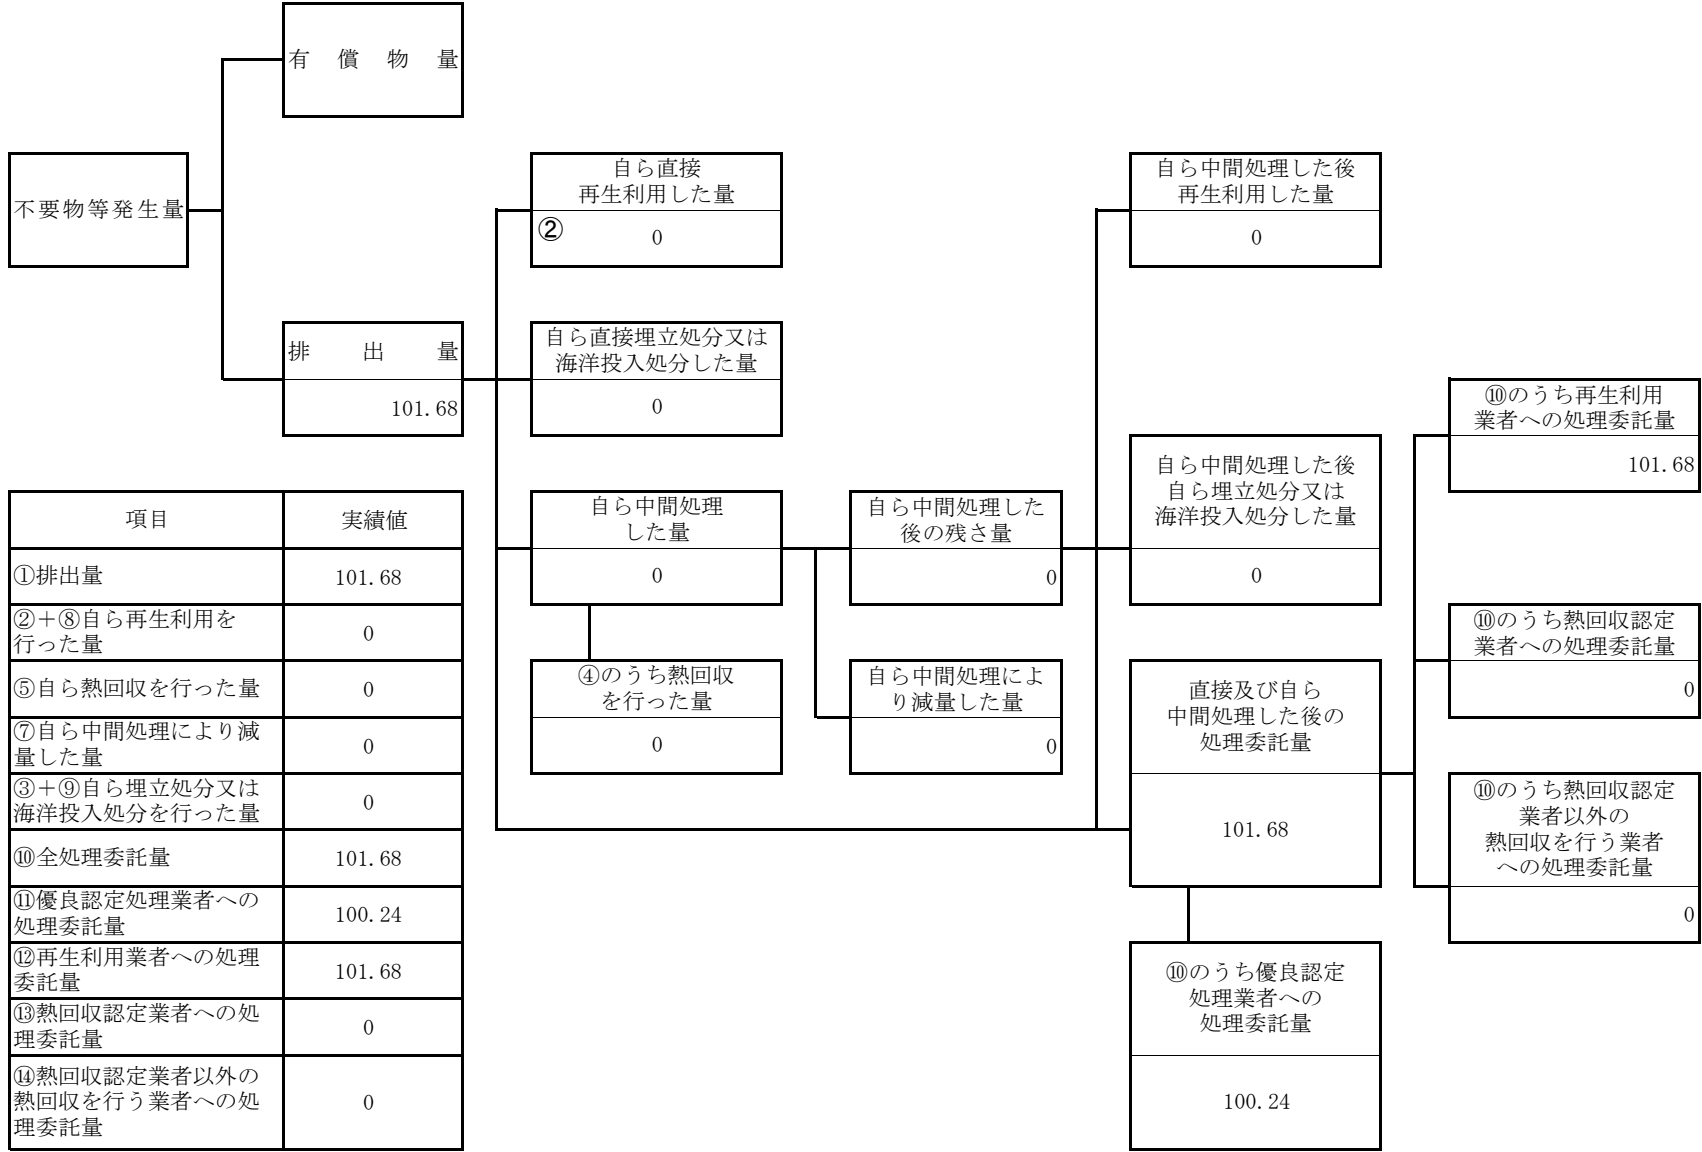 有償物量
不要物等発生量
排出量
101.68
自ら直接
再生利用した量
②
0
自ら直接埋立処分又は
海洋投入処分した量
0
自ら中間処理
した量
0
④のうち熱回収
を行った量
0
自ら中間処理した
後の残さ量
0
自ら中間処理によ
り減量した量
0
自ら中間処理した後
再生利用した量
0
自ら中間処理した後
自ら埋立処分又は
海洋投入処分した量
0
直接及び自ら
中間処理した後の
処理委託量
101.68
⑩のうち優良認定
処理業者への
処理委託量
100.24
⑩のうち再生利用
業者への処理委託量
101.68
⑩のうち熱回収認定
業者への処理委託量
0
⑩のうち熱回収認定
業者以外の
熱回収を行う業者
への処理委託量
0
項目 実績値
①排出量 101.68
②＋⑧自ら再生利用を
行った量 0
⑤自ら熱回収を行った量 0
⑦自ら中間処理により減
量した量 0
③＋⑨自ら埋立処分又は
海洋投入処分を行った量 0
⑩全処理委託量 101.68
⑪優良認定処理業者への
処理委託量 100.24
⑫再生利用業者への処理
委託量 101.68
⑬熱回収認定業者への処
理委託量 0
⑭熱回収認定業者以外の
熱回収を行う業者への処
理委託量 0